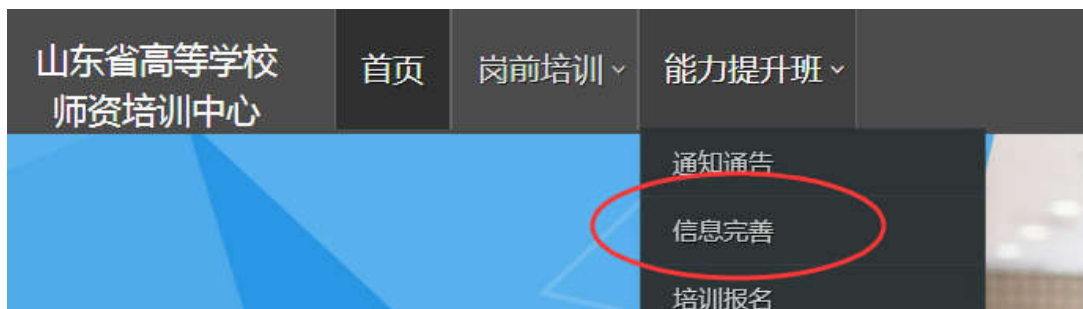 山东省高等学校
师资培训中心
首页
岗前培训
能力提升班
通知通告
信息完善
培训报名